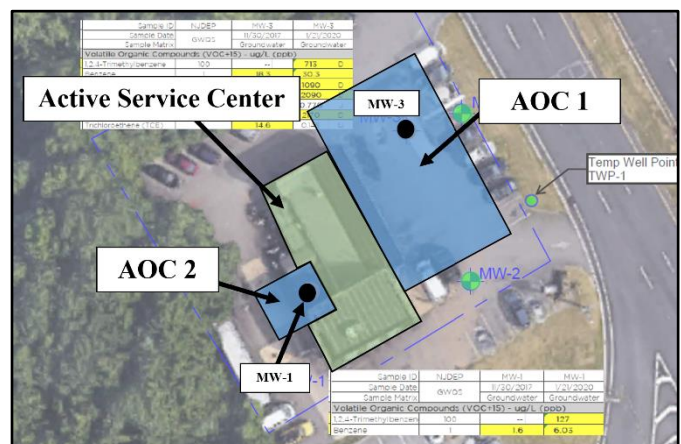 Sample ID NJDEP MW-3 MW-3
Sample Date GWQS 11/30/2017 1/21/2020
Sample Matrix Groundwater Groundwater
Volatile Organic Compounds (VOC+15) - ug/L (ppb)
1,2,4-Trimethylbenzene 100 -- 713 D
Benzene 1 18.3 30.3
1090 D
2090
Trichloroethene (TCE) 14.6
Active Service Center
MW-3
AOC 1
Temp Well Point
TWP-1
AOC 2
MW-2
MW-1
Sample ID NJDEP MW-1 MW-1
Sample Date GWQS 11/30/2017 1/21/2020
Sample Matrix Groundwater Groundwater
Volatile Organic Compounds (VOC+15) - ug/L (ppb)
1,2,4-Trimethylbenzen 100 -- 127
Benzene 1 1.6 6.03